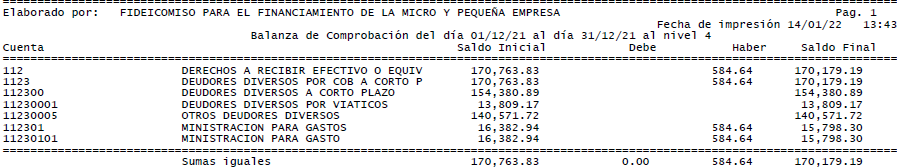 Elaborado por: FIDEICOMISO PARA EL FINANCIAMIENTO DE LA MICRO Y PEQUEÑA EMPRESA Pag. 1
Fecha de impresión 14/01/22 13:43
Balanza de Comprobación del día 01/12/21 al día 31/12/21 al nivel 4
Cuenta Saldo Inicial Debe Haber Saldo Final
112 DERECHOS A RECIBIR EFECTIVO O EQUIV 170,763.83 584.64 170,179.19
1123 DEUDORES DIVERSOS POR COB A CORTO P 170,763.83 584.64 170,179.19
112300 DEUDORES DIVERSOS A CORTO PLAZO 154,380.89 154,380.89
11230001 DEUDORES DIVERSOS POR VIATICOS 13,809.17 13,809.17
11230005 OTROS DEUDORES DIVERSOS 140,571.72 140,571.72
112301 MINISTRACION PARA GASTOS 16,382.94 584.64 15,798.30
11230101 MINISTRACION PARA GASTO 16,382.94 584.64 15,798.30
Sumas iguales 170,763.83 0.00 584.64 170,179.19